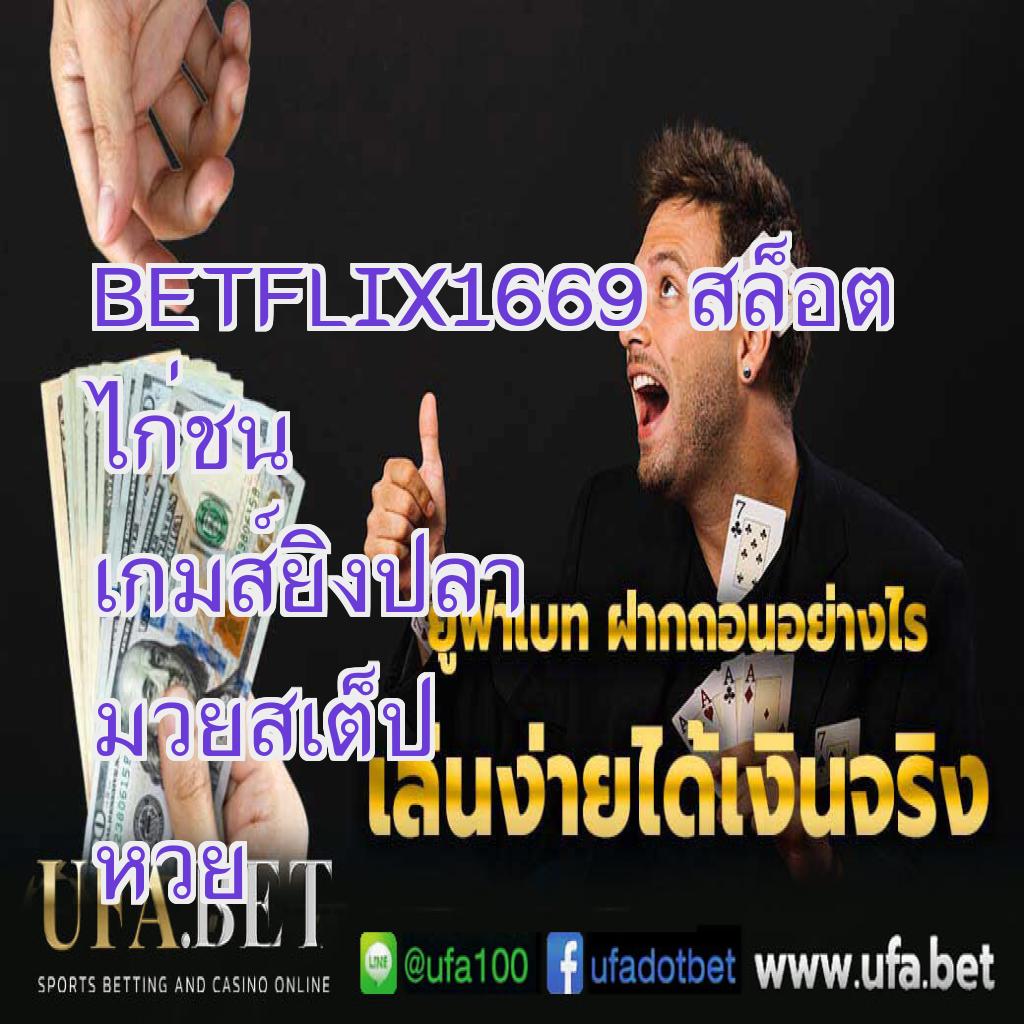 BETFLIX1669 สล็อต
ไก่ชน
เกมส์ยิงปลา
ยูฟ่าเบท ฝากถอนอย่างไร
มวยสเต็ป
เล่นง่ายได้เงินจริง
หวย
UFA.BET
SPORTS BETTING AND CASINO ONLINE
LINE @ufa100 f ufadotbet www.ufa.bet